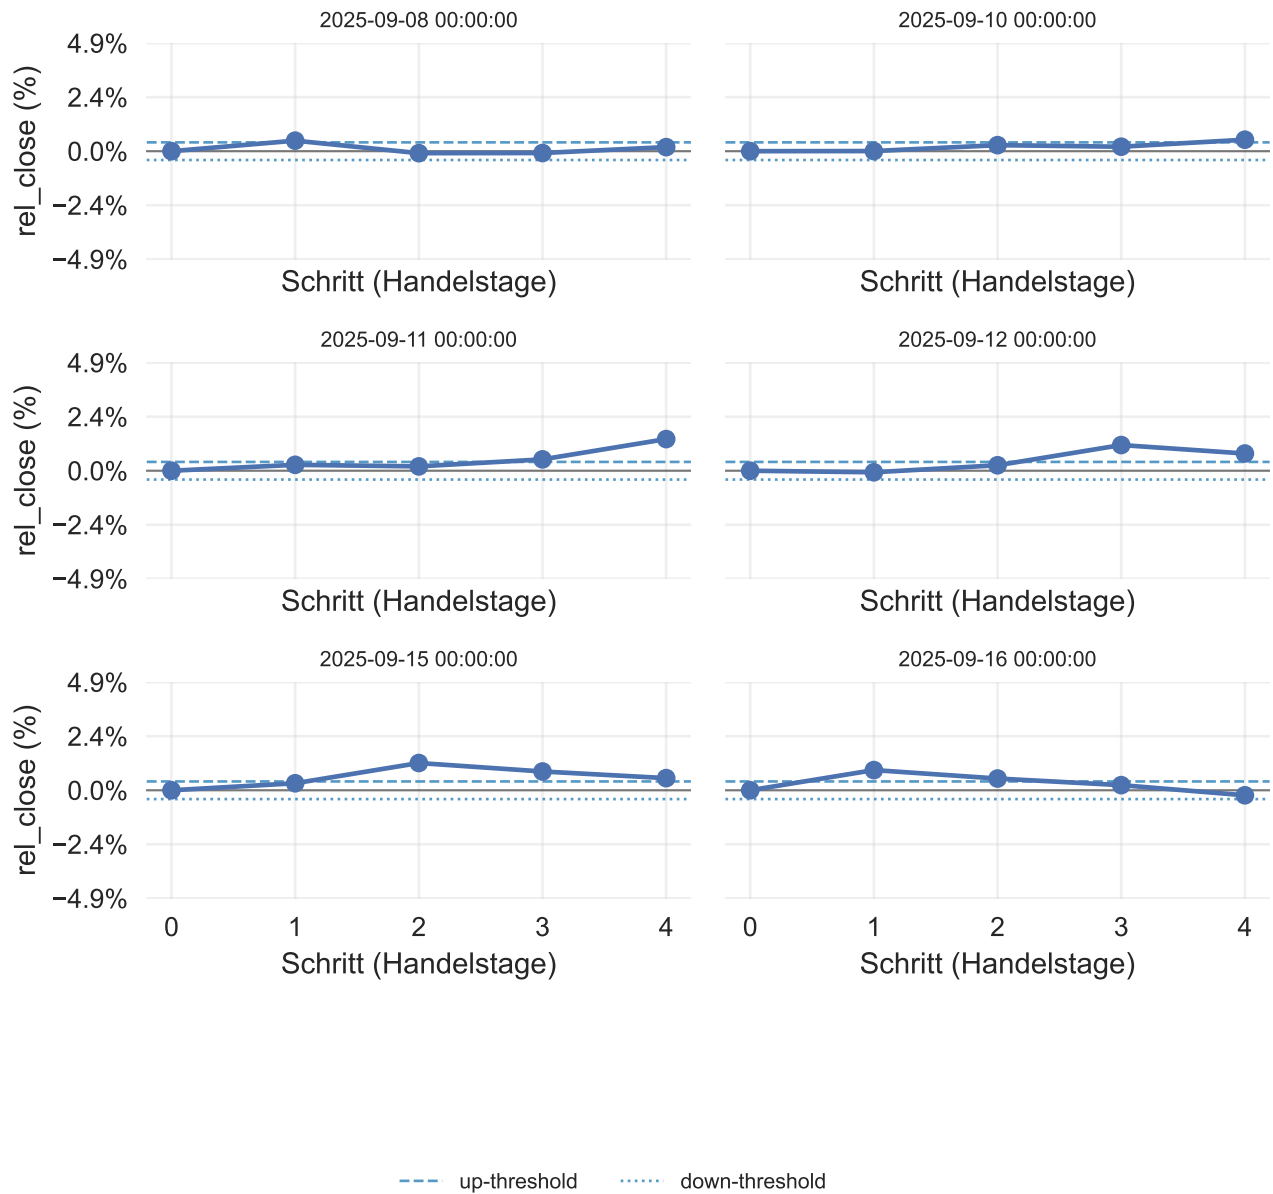 2025-09-08 00:00:00
2025-09-10 00:00:00
4.9%
2.4%
0.0%
−2.4%
−4.9%
rel_close (%)
Schritt (Handelstage)
Schritt (Handelstage)
2025-09-11 00:00:00
2025-09-12 00:00:00
4.9%
2.4%
0.0%
−2.4%
−4.9%
rel_close (%)
Schritt (Handelstage)
Schritt (Handelstage)
2025-09-15 00:00:00
2025-09-16 00:00:00
4.9%
2.4%
0.0%
−2.4%
−4.9%
rel_close (%)
0 1 2 3 4
0 1 2 3 4
Schritt (Handelstage)
Schritt (Handelstage)
up-threshold
down-threshold